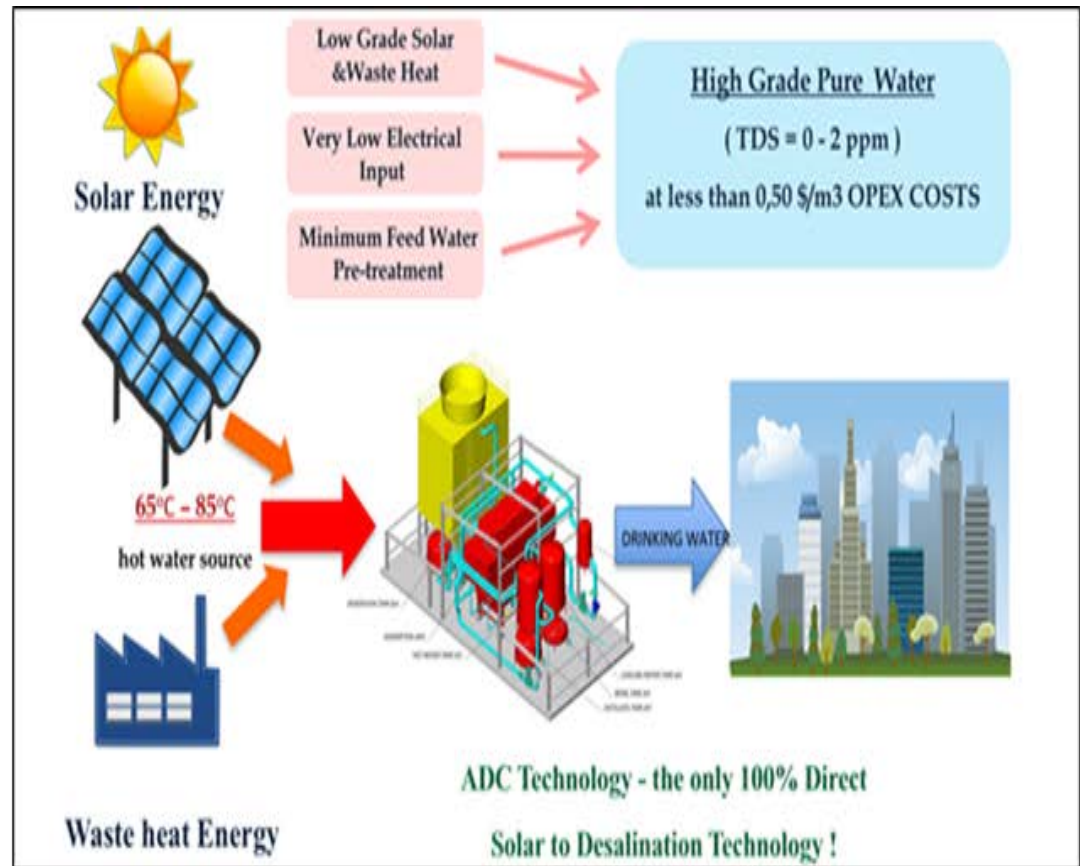 Low Grade Solar
&Waste Heat
Very Low Electrical
Input
Minimum Feed Water
Pre-treatment
High Grade Pure Water
( TDS = 0 - 2 ppm )
at less than 0,50 $/m3 OPEX COSTS
Solar Energy
65°C – 85°C
hot water source
DRINKING WATER
Waste heat Energy
ADC Technology - the only 100% Direct
Solar to Desalination Technology !